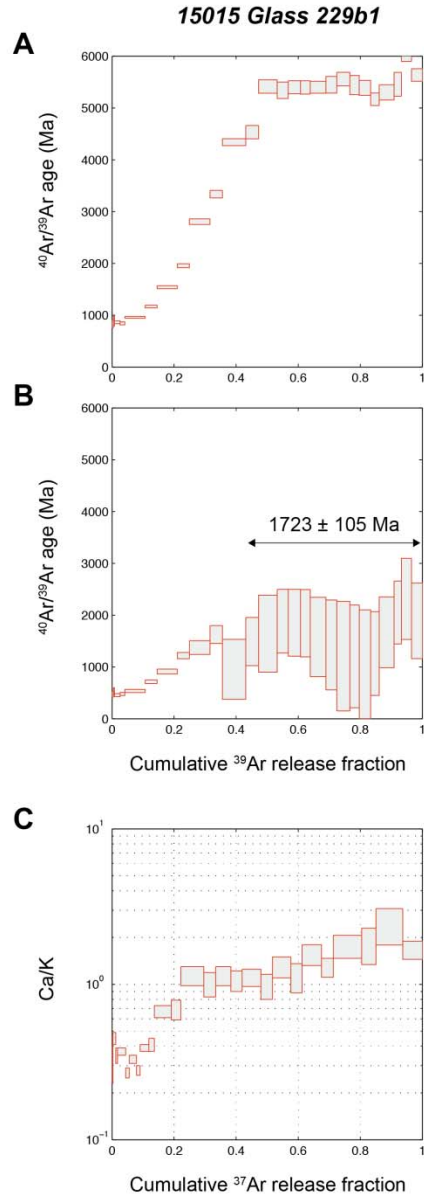 15015 Glass 229b1
A
⁴⁰Ar/³⁹Ar age (Ma)
6000
5000
4000
3000
2000
1000
0
0 0.2 0.4 0.6 0.8 1
B
⁴⁰Ar/³⁹Ar age (Ma)
6000
5000
4000
3000
2000
1000
0
1723 ± 105 Ma
0 0.2 0.4 0.6 0.8 1
Cumulative ³⁹Ar release fraction
C
Ca/K
10¹
10⁰
10⁻¹
0 0.2 0.4 0.6 0.8 1
Cumulative ³⁷Ar release fraction